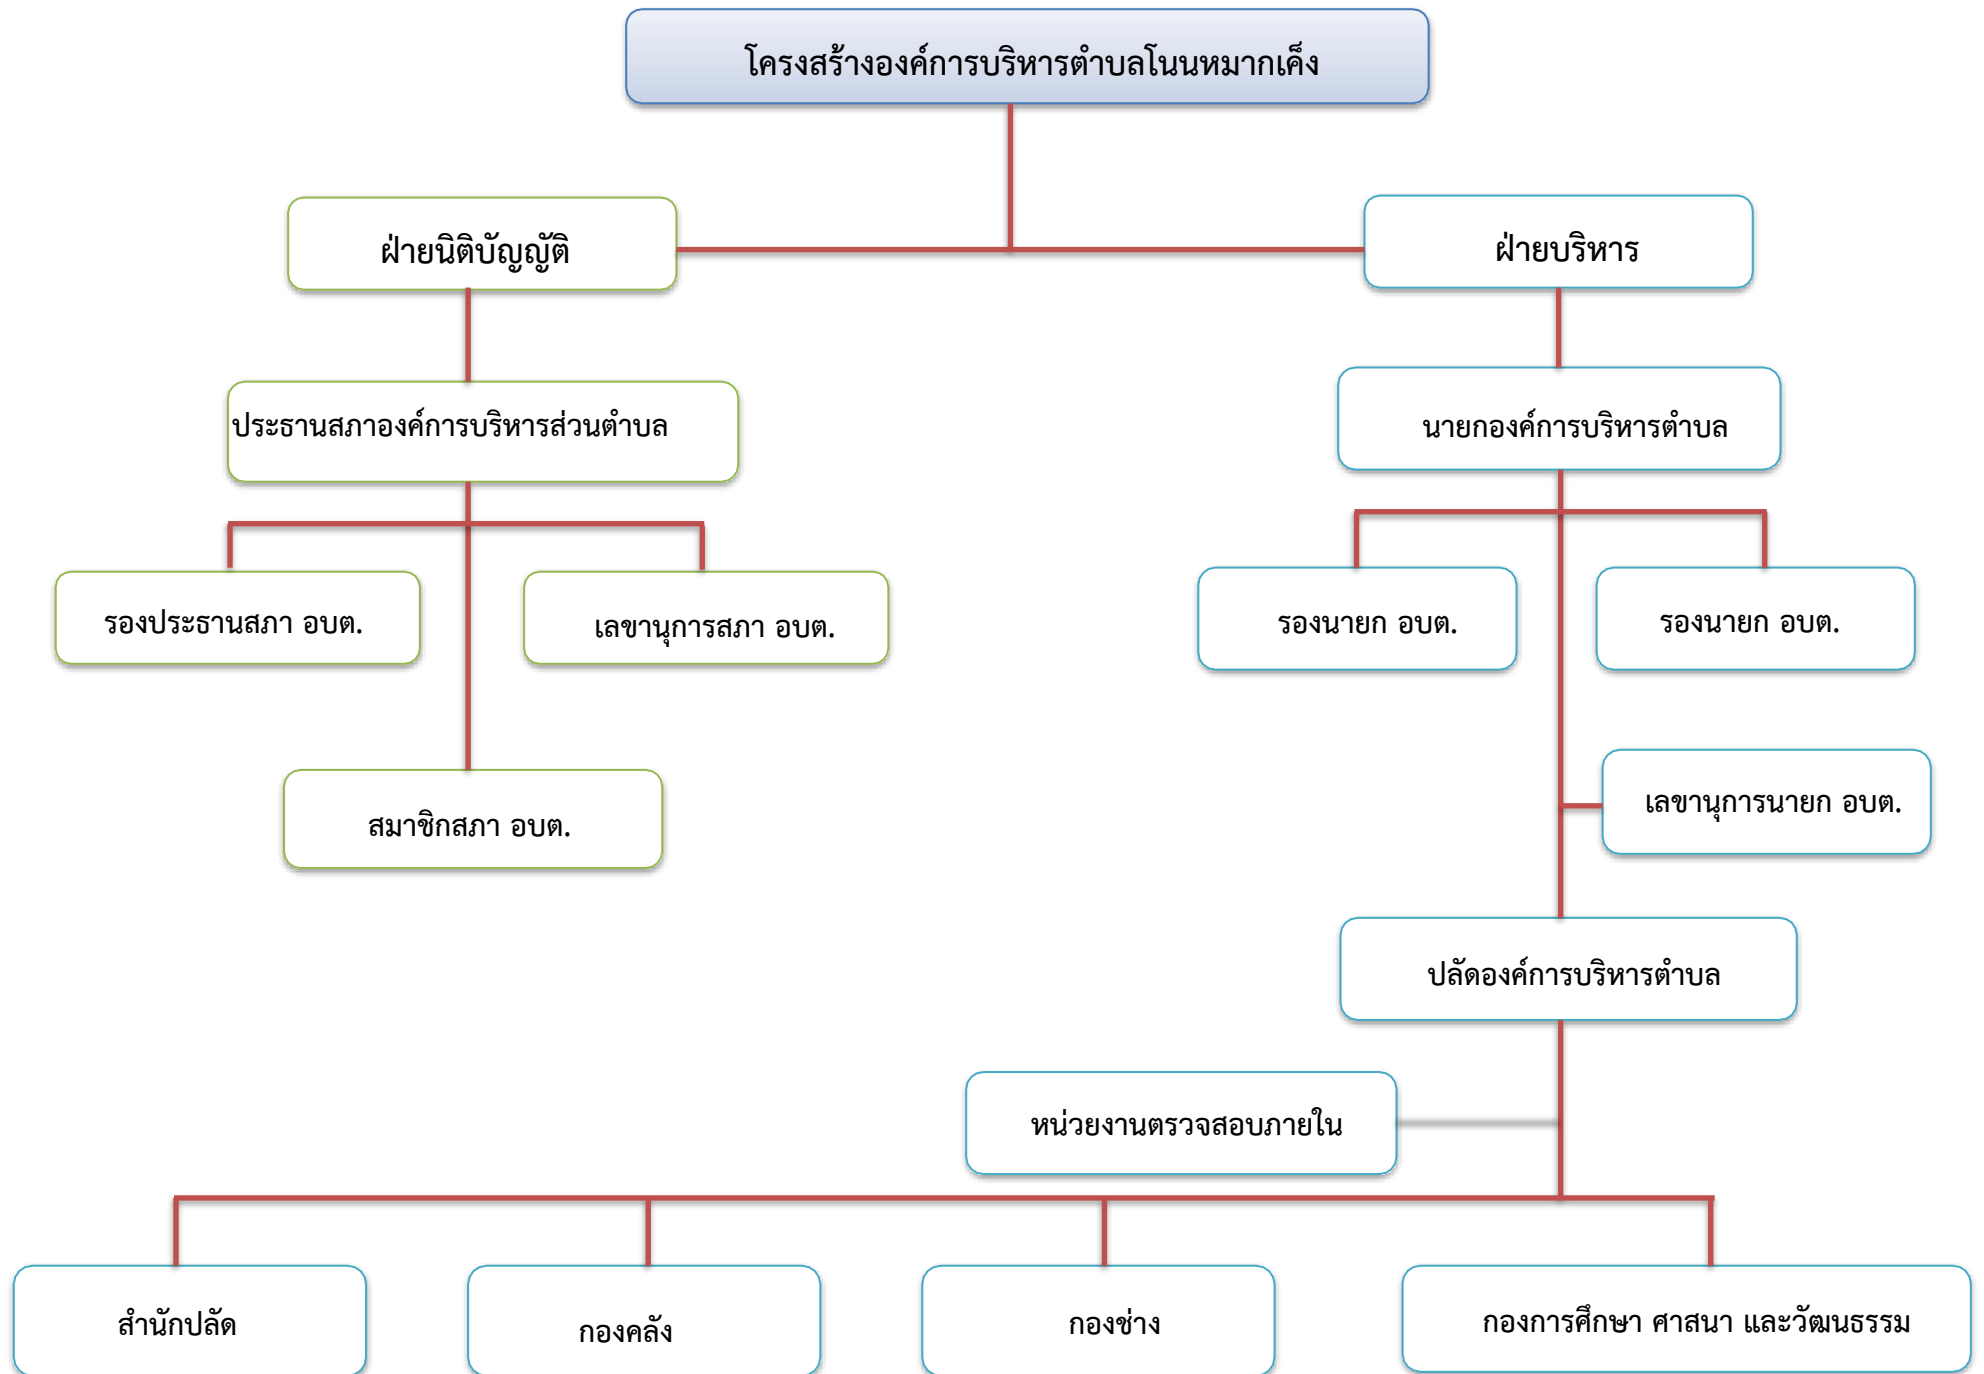 โครงสร้างองค์การบริหารตำบลโนนหมากเค็ง
ฝ่ายนิติบัญญัติ
ฝ่ายบริหาร
ประธานสภาองค์การบริหารส่วนตำบล
นายกองค์การบริหารตำบล
รองประธานสภา อบต.
เลขานุการสภา อบต.
รองนายก อบต.
รองนายก อบต.
สมาชิกสภา อบต.
เลขานุการนายก อบต.
ปลัดองค์การบริหารตำบล
หน่วยงานตรวจสอบภายใน
สำนักปลัด
กองคลัง
กองช่าง
กองการศึกษา ศาสนา และวัฒนธรรม